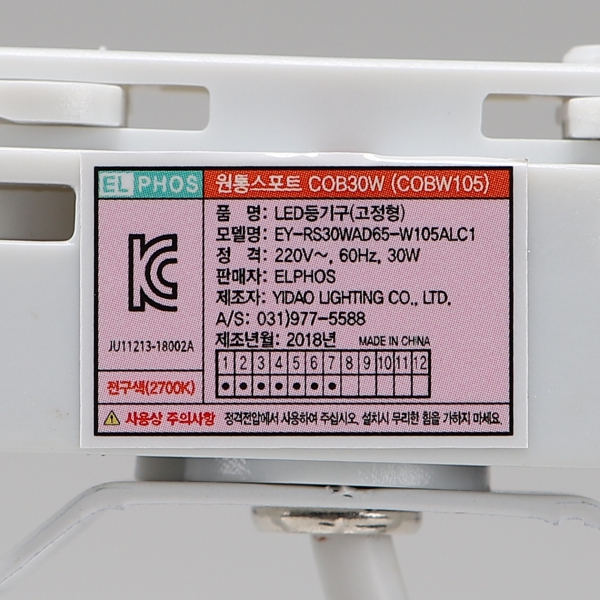 ELPHOS 원통스포트 COB30W (COBW105)
품 명: LED등기구(고정형)
모델명: EY-RS30WAD65-W105ALC1
정 격: 220V~, 60Hz, 30W
판매자: ELPHOS
제조자: YIDAO LIGHTING CO., LTD.
A/S: 031)977-5588
제조년월: 2018년 MADE IN CHINA
1 2 3 4 5 6 7 8 9 10 11 12
• • • • • • •
KC
JU11213-18002A
전구색(2700K)
⚠ 사용상 주의사항 정격전압에서 사용하여 주십시오. 설치시 무리한 힘을 가하지 마세요.